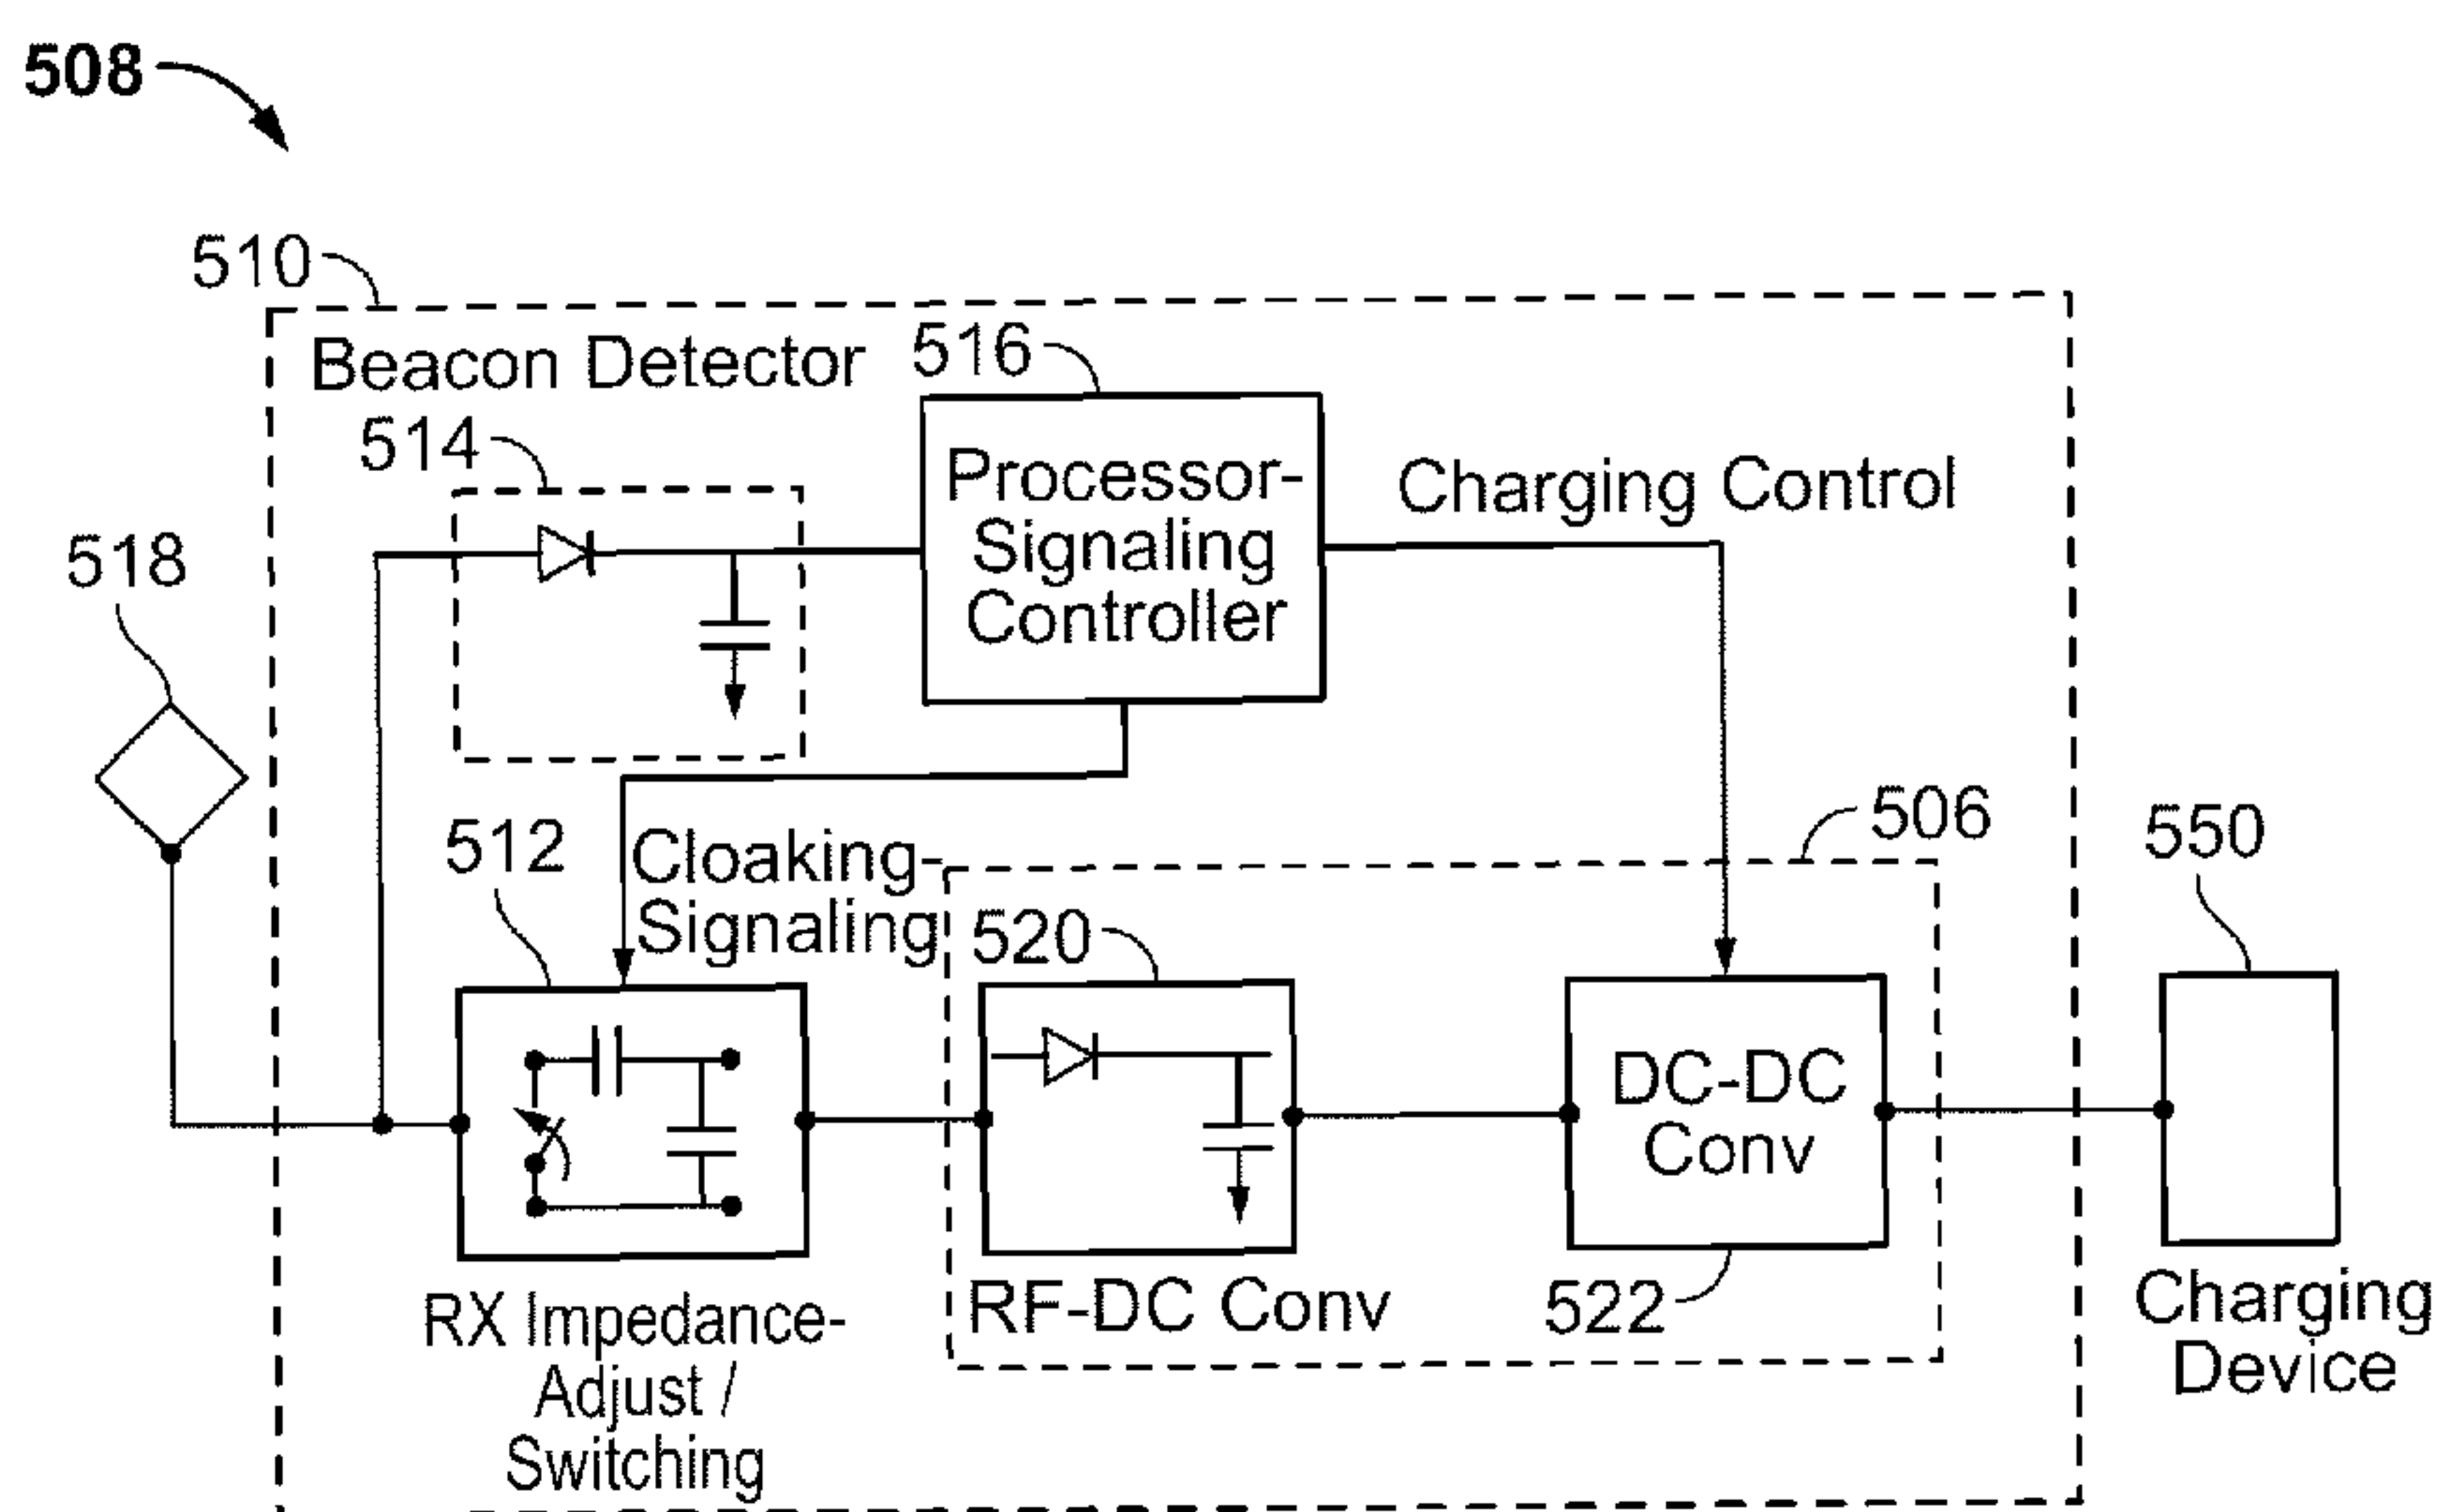 508
510
Beacon Detector
516
514
Processor-
Signaling
Controller
Charging Control
518
512
Cloaking-
Signaling
506
550
520
DC-DC
Conv
RF-DC Conv
522
RX Impedance-
Adjust /
Switching
Charging
Device